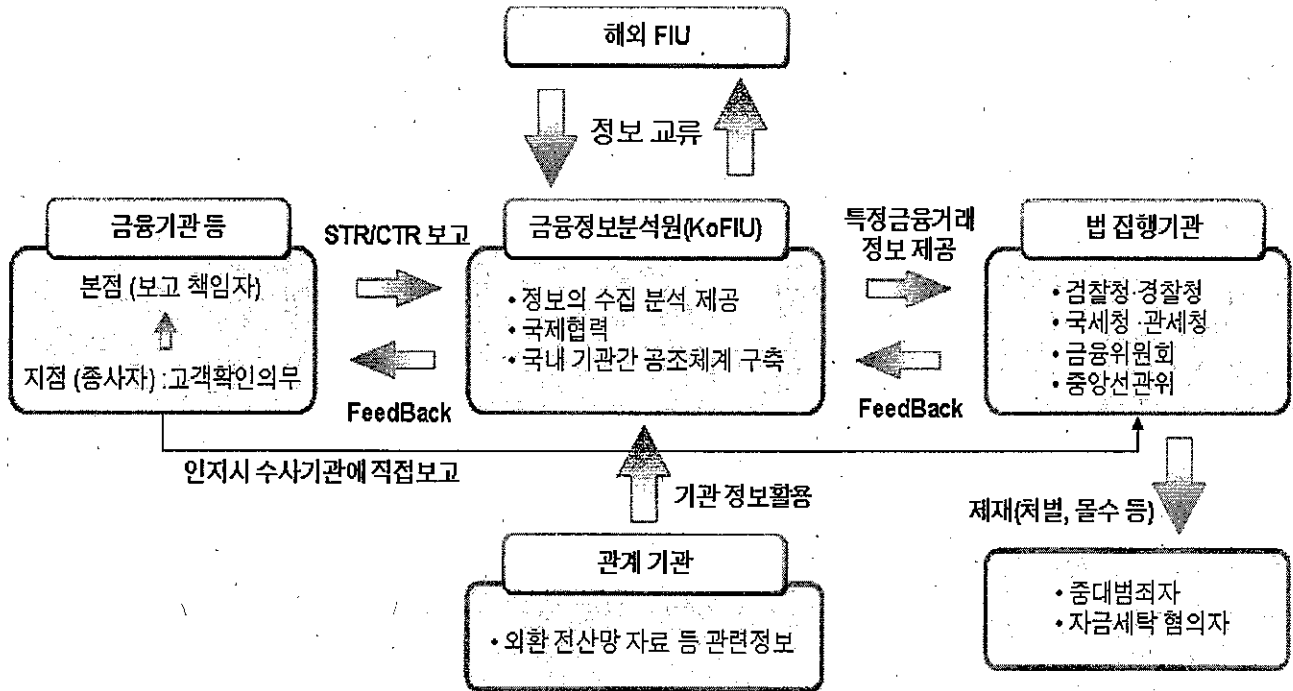 해외 FIU
정보 교류
금융기관 등
본점 (보고 책임자)
지점 (종사자) :고객확인의무
STR/CTR 보고
FeedBack
금융정보분석원(KoFIU)
• 정보의 수집 분석 제공
• 국제협력
• 국내 기관간 공조체계 구축
특정금융거래
정보 제공
FeedBack
법 집행기관
• 검찰청·경찰청
• 국세청·관세청
• 금융위원회
• 중앙선관위
인지시 수사기관에 직접보고
기관 정보활용
제재(처벌, 몰수 등)
관계 기관
• 외환 전산망 자료 등 관련정보
• 중대범죄자
• 자금세탁 혐의자